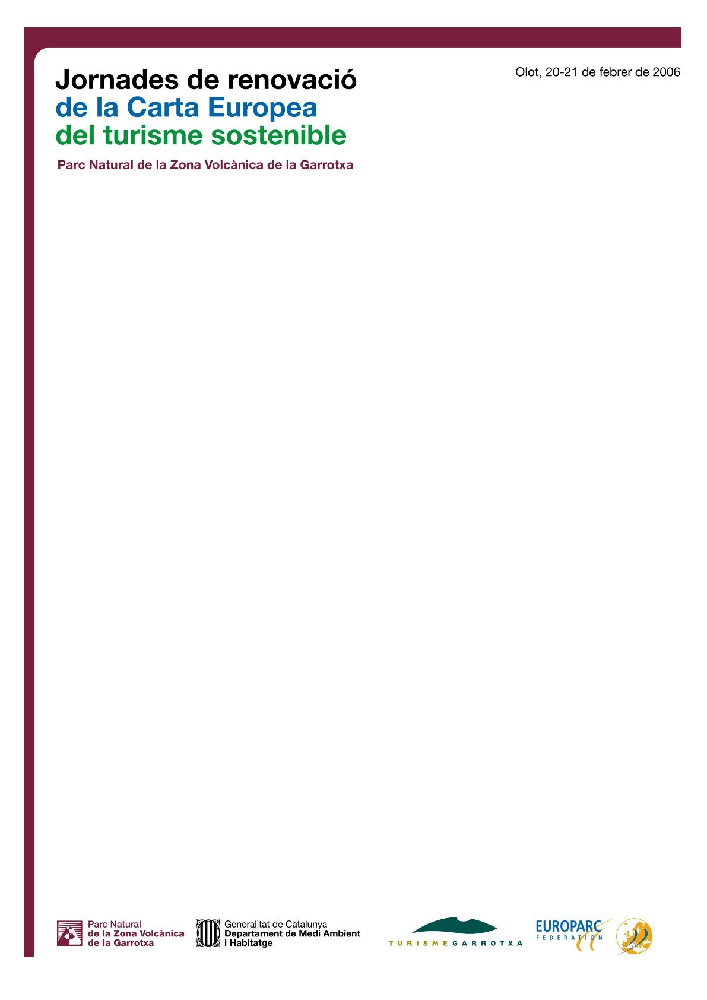 Jornades de renovació
de la Carta Europea
del turisme sostenible
Parc Natural de la Zona Volcànica de la Garrotxa
Olot, 20-21 de febrer de 2006
Parc Natural
de la Zona Volcànica
de la Garrotxa
Generalitat de Catalunya
Departament de Medi Ambient
i Habitatge
TURISMEGARROTXA
EUROPARC
FEDERATION